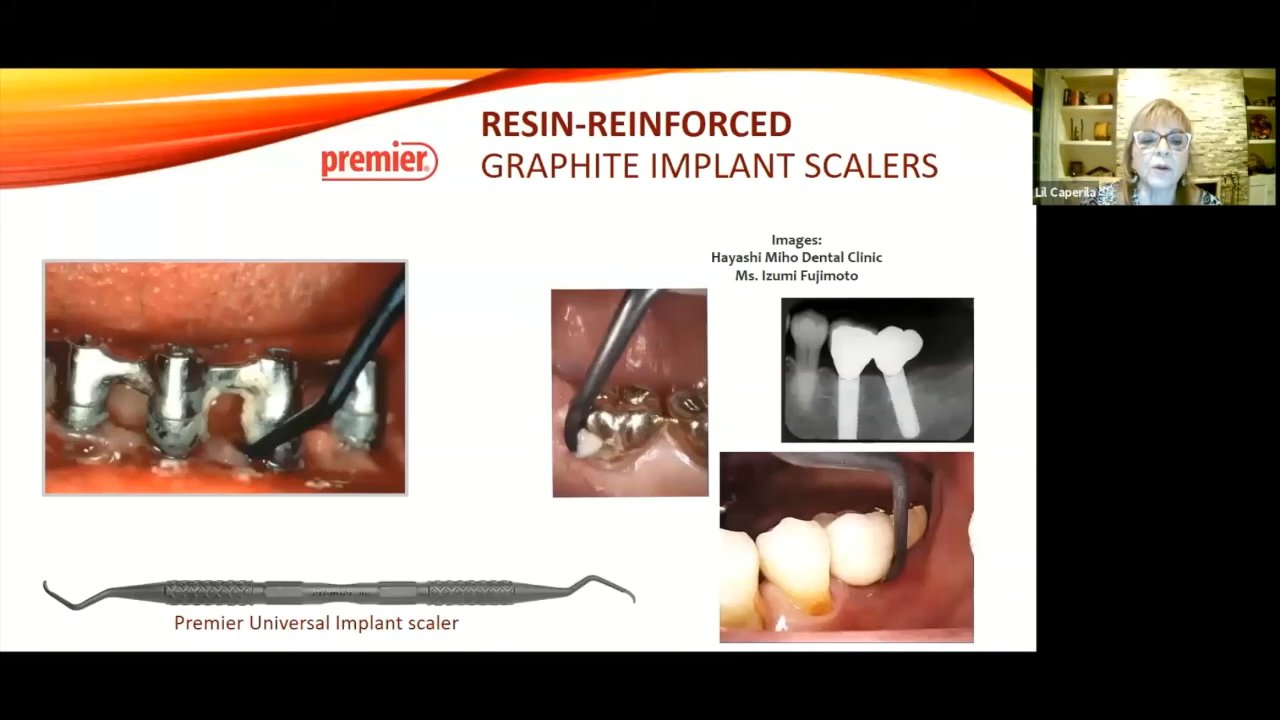 RESIN-REINFORCED
premier®
GRAPHITE IMPLANT SCALERS
Lil Caperila
Images:
Hayashi Miho Dental Clinic
Ms. Izumi Fujimoto
premier
Premier Universal Implant scaler